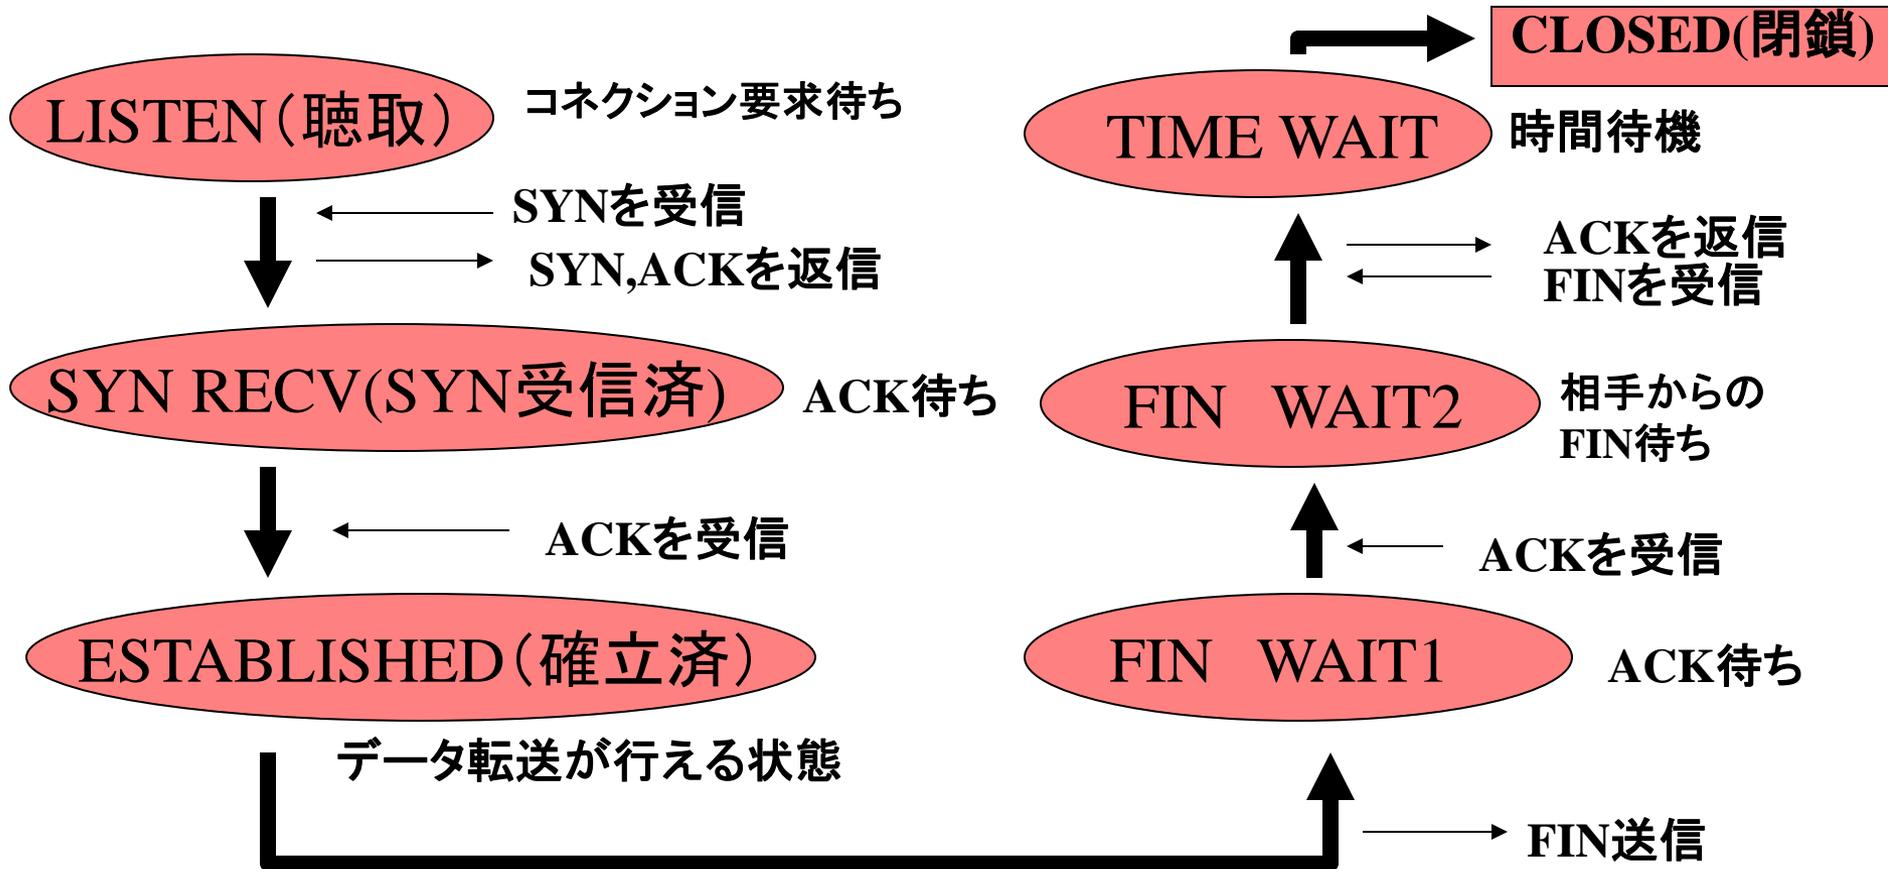 LISTEN(聴取)
コネクション要求待ち
SYNを受信
SYN,ACKを返信
SYN RECV(SYN受信済)
ACK待ち
ACKを受信
ESTABLISHED(確立済)
データ転送が行える状態
FIN送信
FIN WAIT1
ACK待ち
ACKを受信
FIN WAIT2
相手からの
FIN待ち
ACKを返信
FINを受信
TIME WAIT
時間待機
CLOSED(閉鎖)